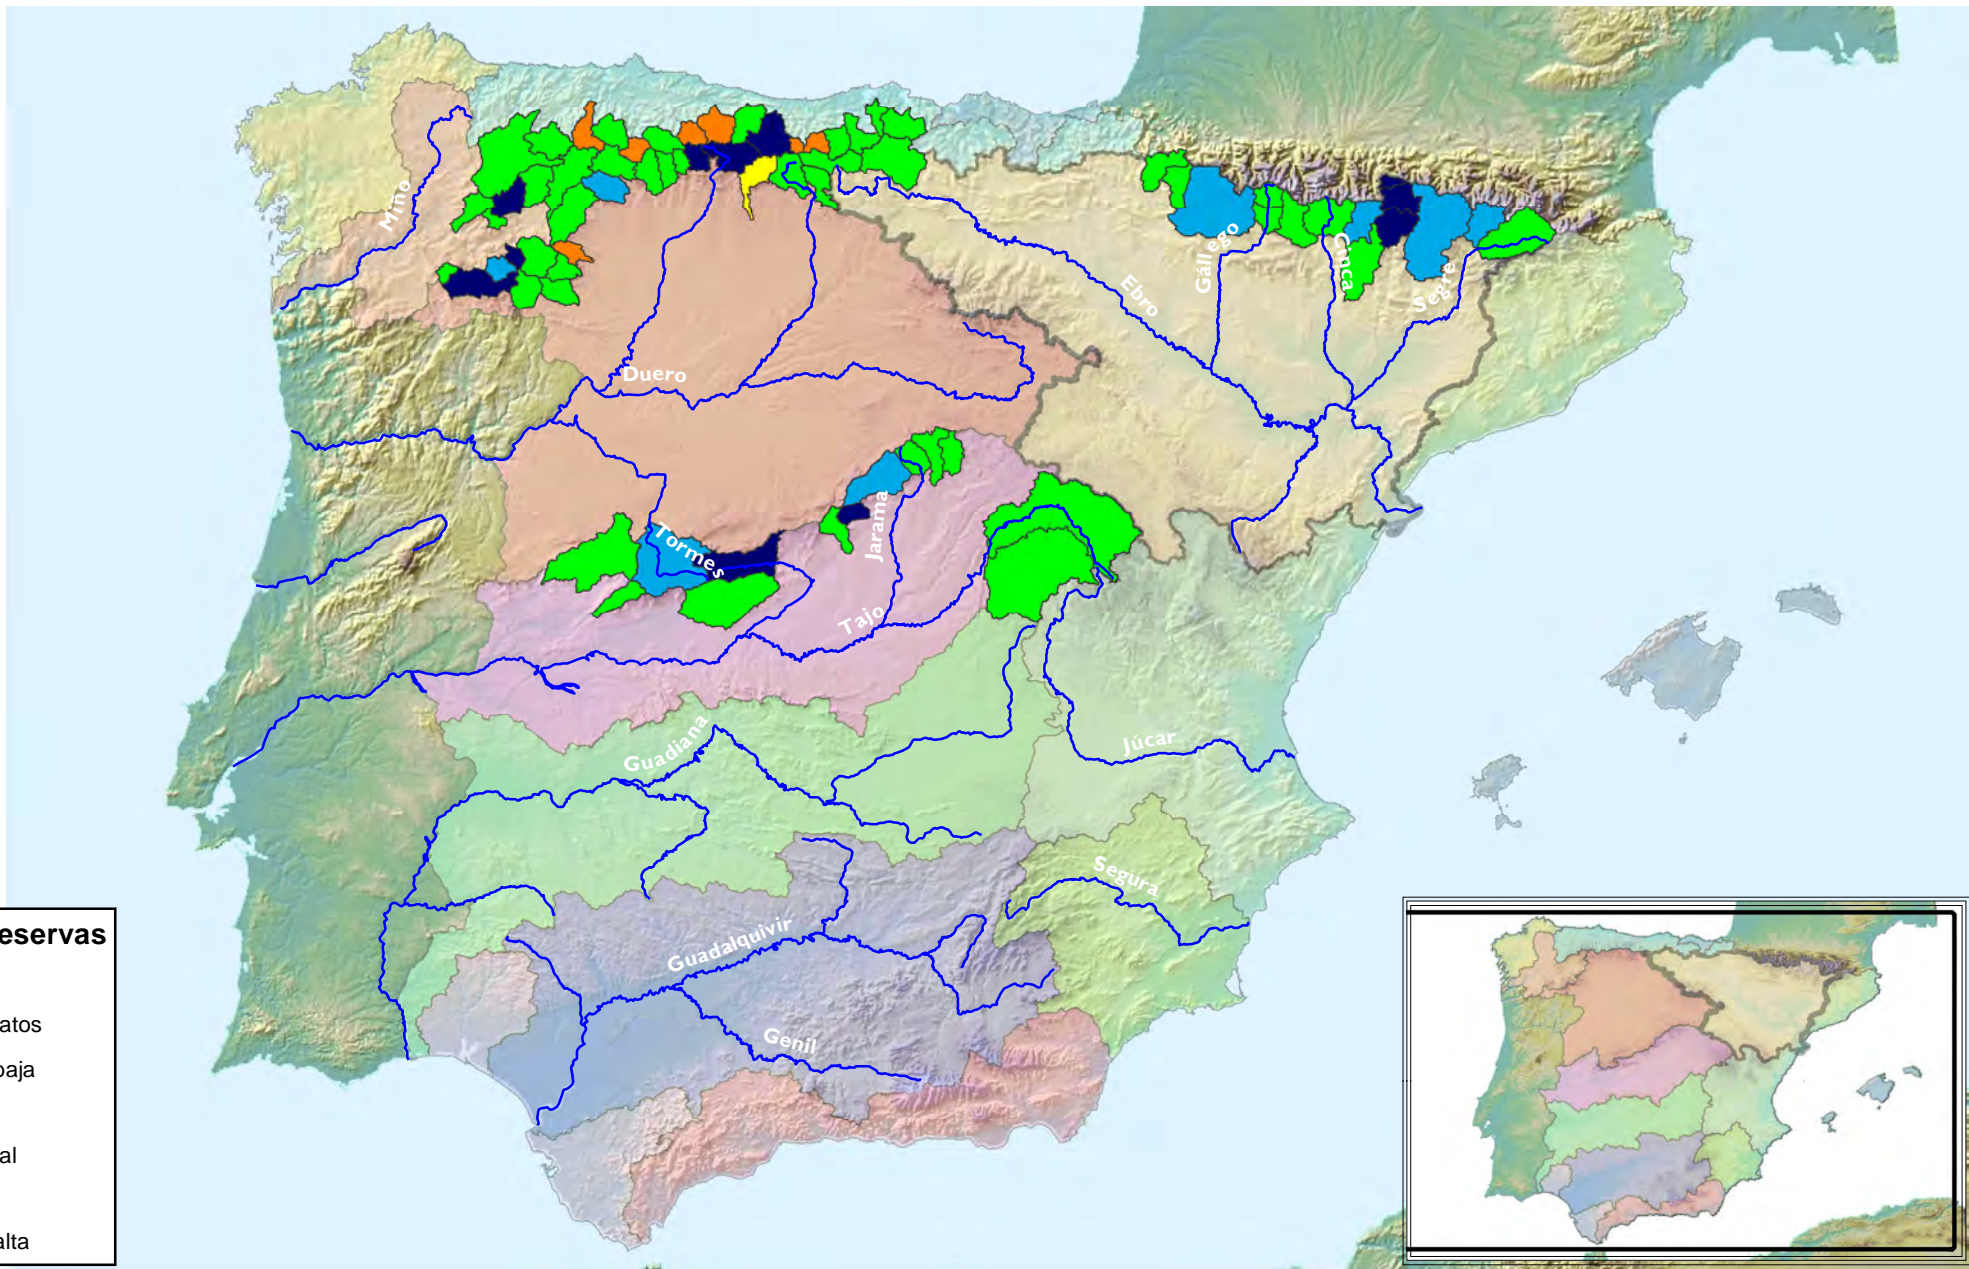 Miño
Duero
Ebro
Gállego
Cinca
Segre
Tormes
Jarama
Tajo
Guadiana
Júcar
Segura
Guadalquivir
Genil
eservas
atos
baja
al
alta